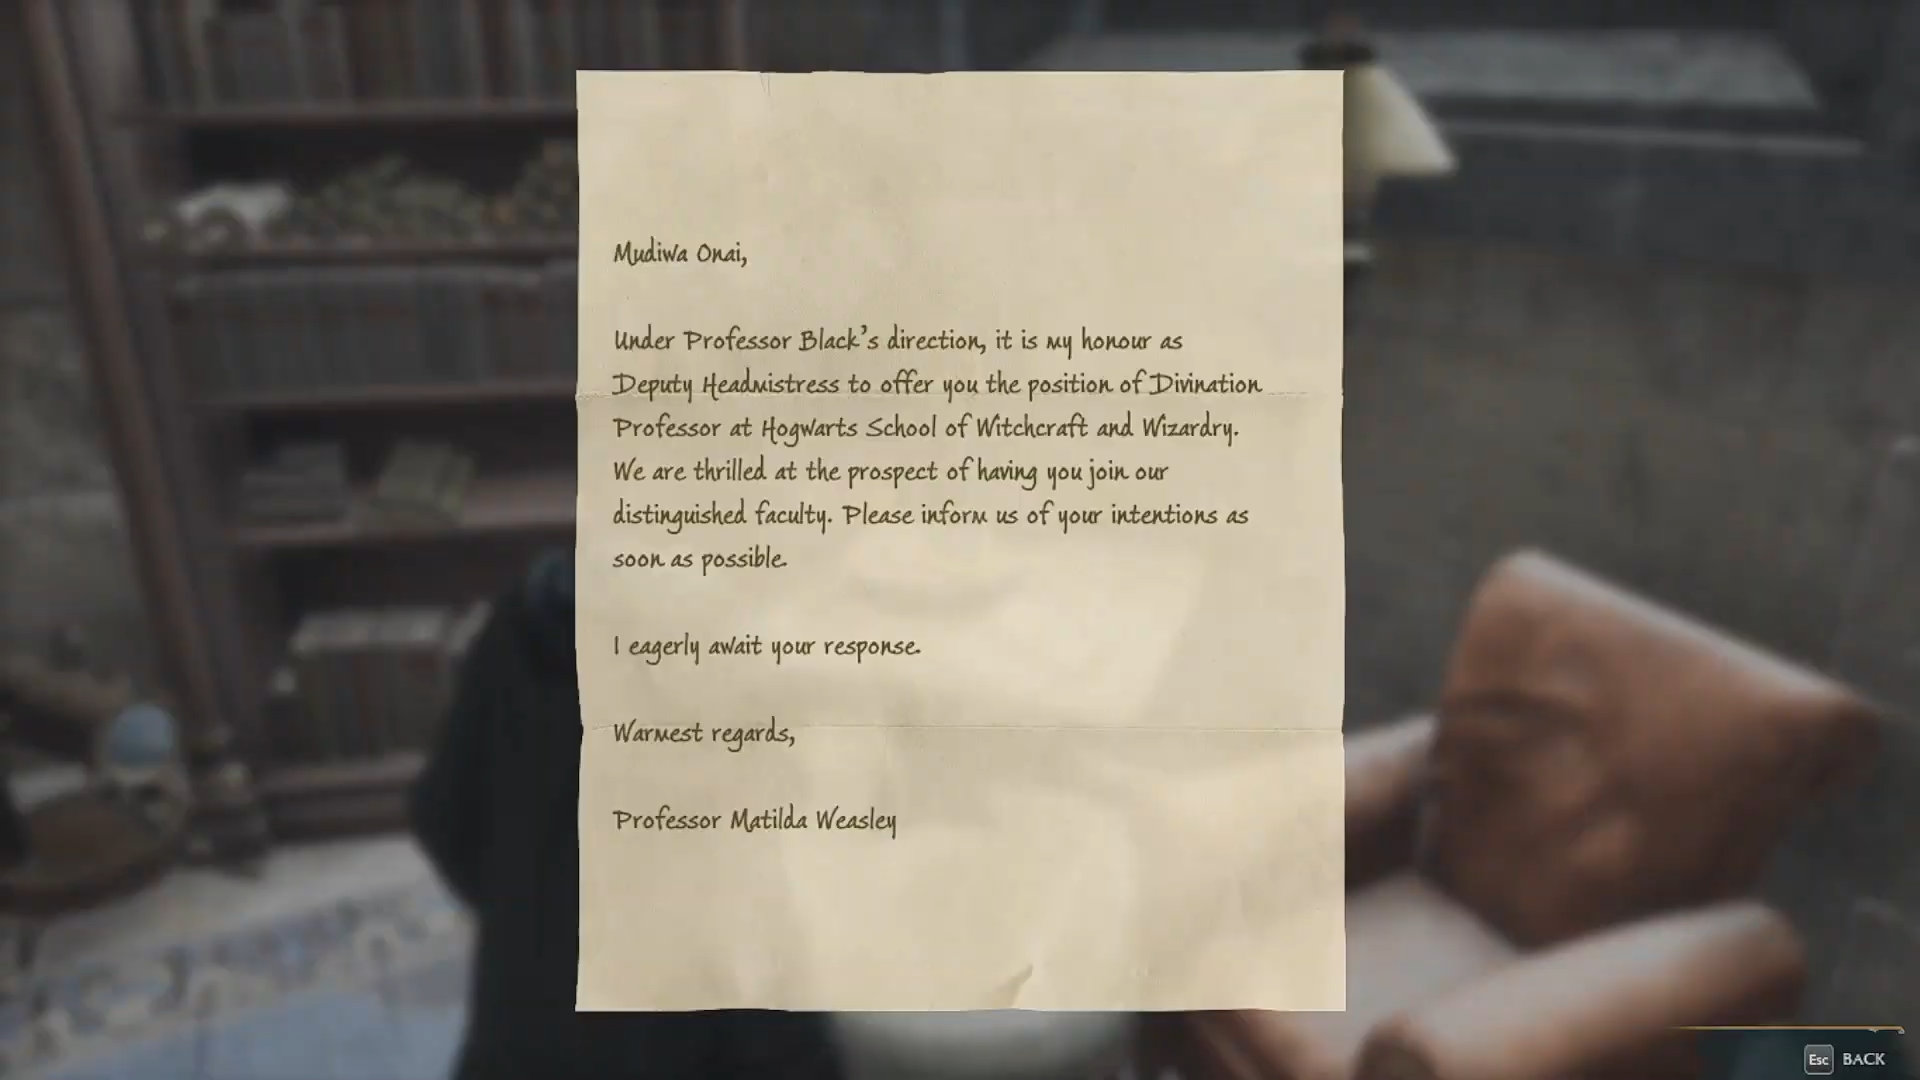 Mudiwa Onai,
Under Professor Black's direction, it is my honour as
Deputy Headmistress to offer you the position of Divination
Professor at Hogwarts School of Witchcraft and Wizardry.
We are thrilled at the prospect of having you join our
distinguished faculty. Please inform us of your intentions as
soon as possible.
I eagerly await your response.
Warmest regards,
Professor Matilda Weasley
Esc BACK